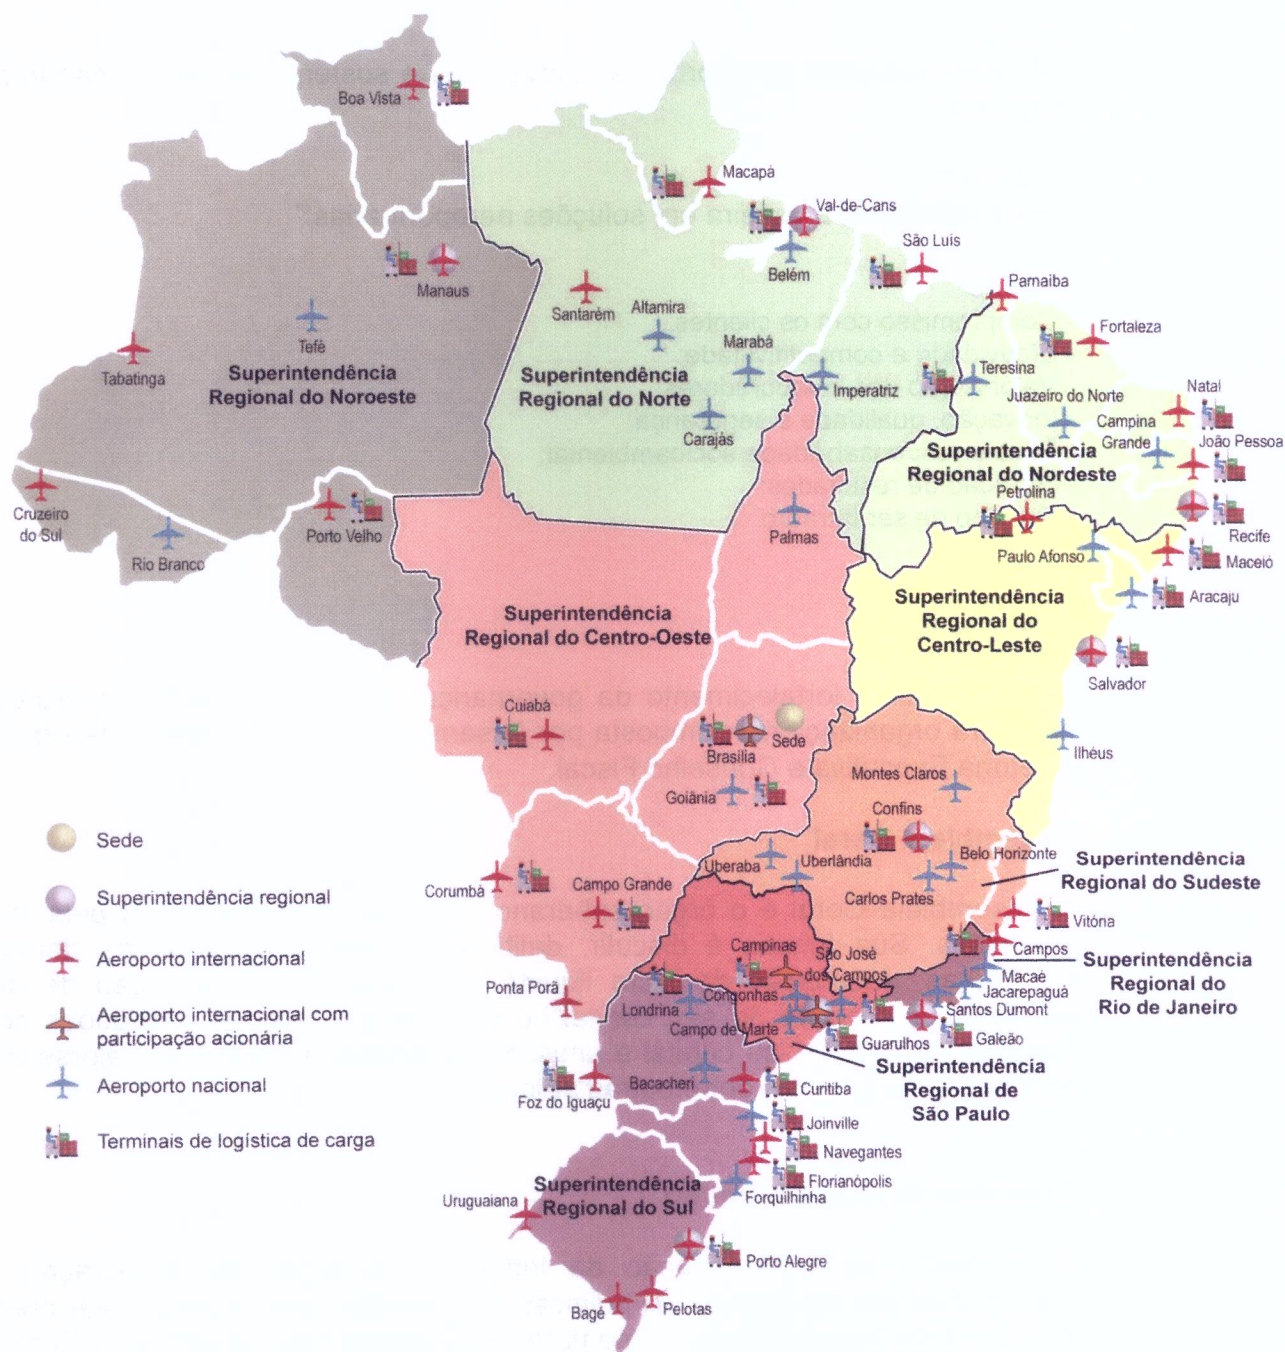 Boa Vista
Macapá
Val-de-Cans
São Luís
Belém
Parnaíba
Manaus
Santarém
Altamira
Fortaleza
Tefé
Marabá
Teresina
Tabatinga
Superintendência
Regional do Noroeste
Superintendência
Regional do Norte
Imperatriz
Juazeiro do Norte
Natal
Carajás
Campina
Grande
João Pessoa
Superintendência
Regional do Nordeste
Petrolina
Cruzeiro
do Sul
Porto Velho
Palmas
Recife
Rio Branco
Paulo Afonso
Maceió
Superintendência
Regional do
Centro-Leste
Aracaju
Superintendência
Regional do Centro-Oeste
Salvador
Cuiabá
Brasília
Sede
Ilhéus
Goiânia
Montes Claros
Confins
Sede
Uberaba
Uberlândia
Belo Horizonte
Superintendência
Regional do Sudeste
Superintendência regional
Corumbá
Campo Grande
Carlos Prates
Vitória
Aeroporto internacional
Campinas
São José
dos Campos
Campos
Superintendência
Regional do
Rio de Janeiro
Macaé
Ponta Porã
Londrina
Congonhas
Jacarepaguá
Santos Dumont
Aeroporto internacional com
participação acionária
Campo de Marte
Guarulhos
Galeão
Superintendência
Regional de
São Paulo
Aeroporto nacional
Foz do Iguaçu
Bacacheri
Curitiba
Joinville
Terminais de logística de carga
Navegantes
Florianópolis
Superintendência
Regional do Sul
Forquilhinha
Uruguaiana
Porto Alegre
Bagé
Pelotas